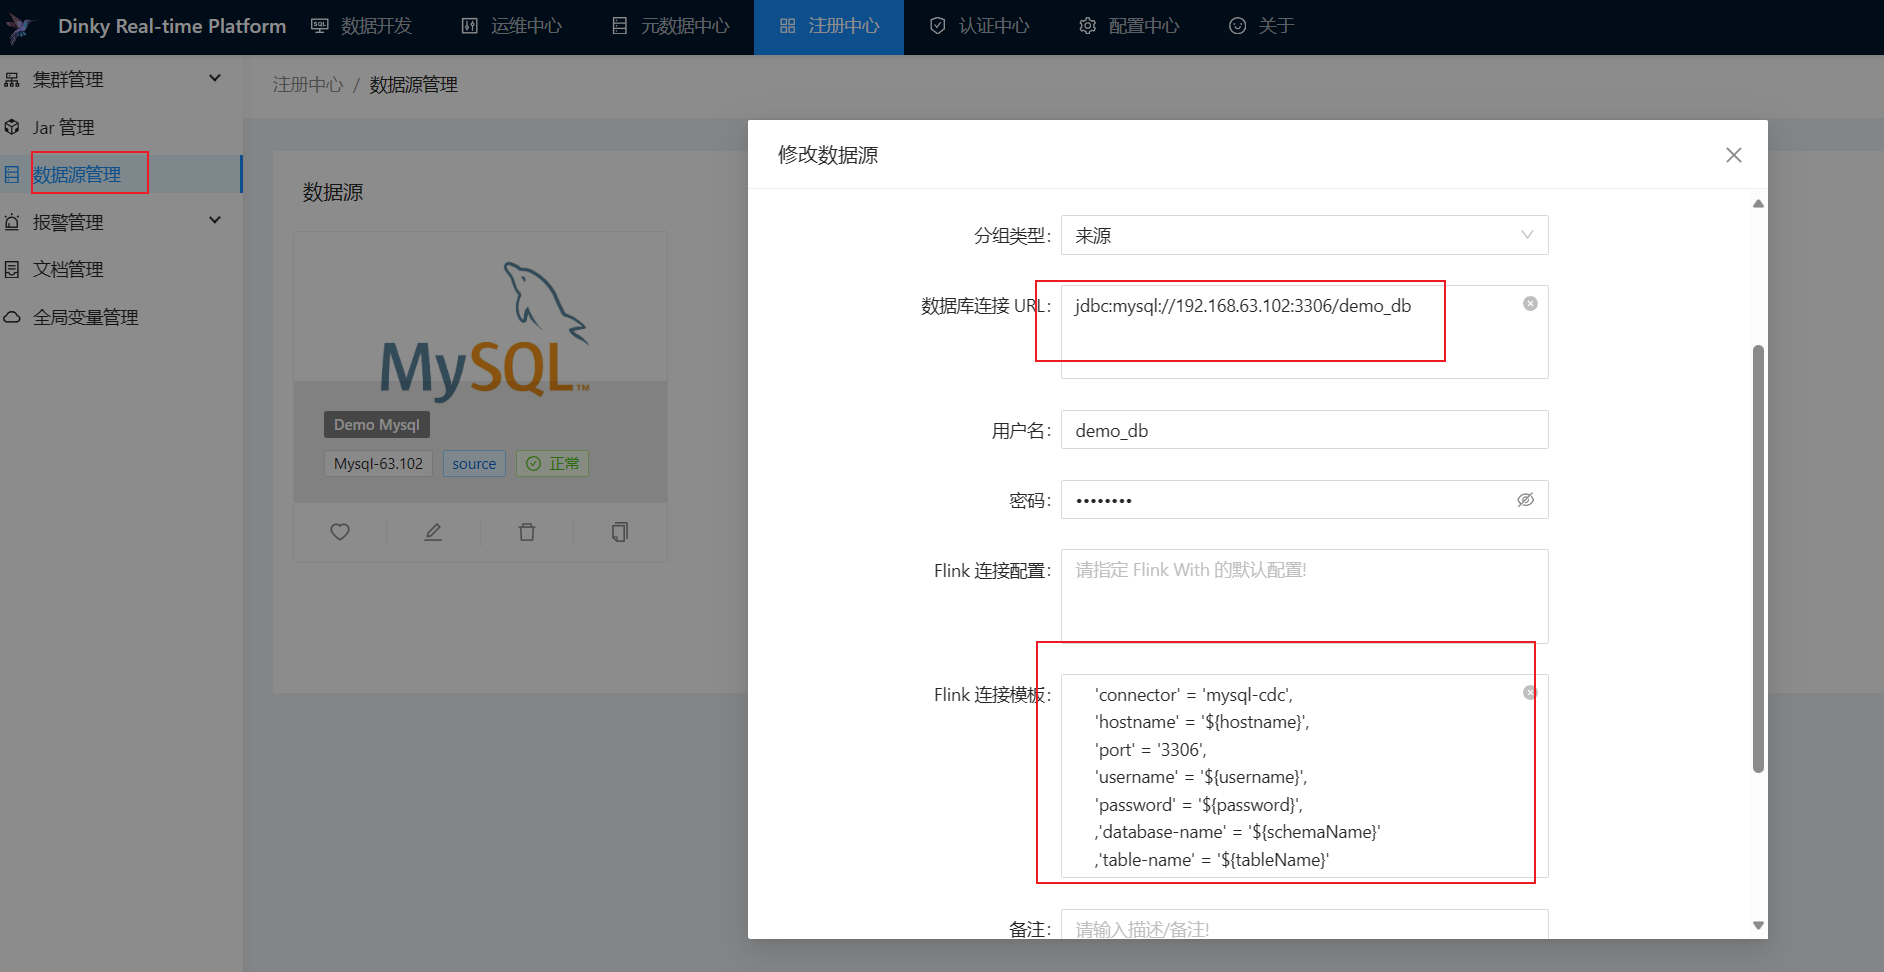 Dinky Real-time Platform
数据开发
运维中心
元数据中心
注册中心
认证中心
配置中心
关于
集群管理
Jar 管理
数据源管理
报警管理
文档管理
全局变量管理
注册中心 / 数据源管理
数据源
MySQL™
Demo Mysql
Mysql-63.102
source
正常
修改数据源
分组类型:
来源
数据库连接 URL:
jdbc:mysql://192.168.63.102:3306/demo_db
用户名:
demo_db
密码:
••••••••
Flink 连接配置:
请指定 Flink With 的默认配置!
Flink 连接模板:
'connector' = 'mysql-cdc',
'hostname' = '${hostname}',
'port' = '3306',
'username' = '${username}',
'password' = '${password}',
,'database-name' = '${schemaName}'
,'table-name' = '${tableName}'
备注:
请输入描述/备注!